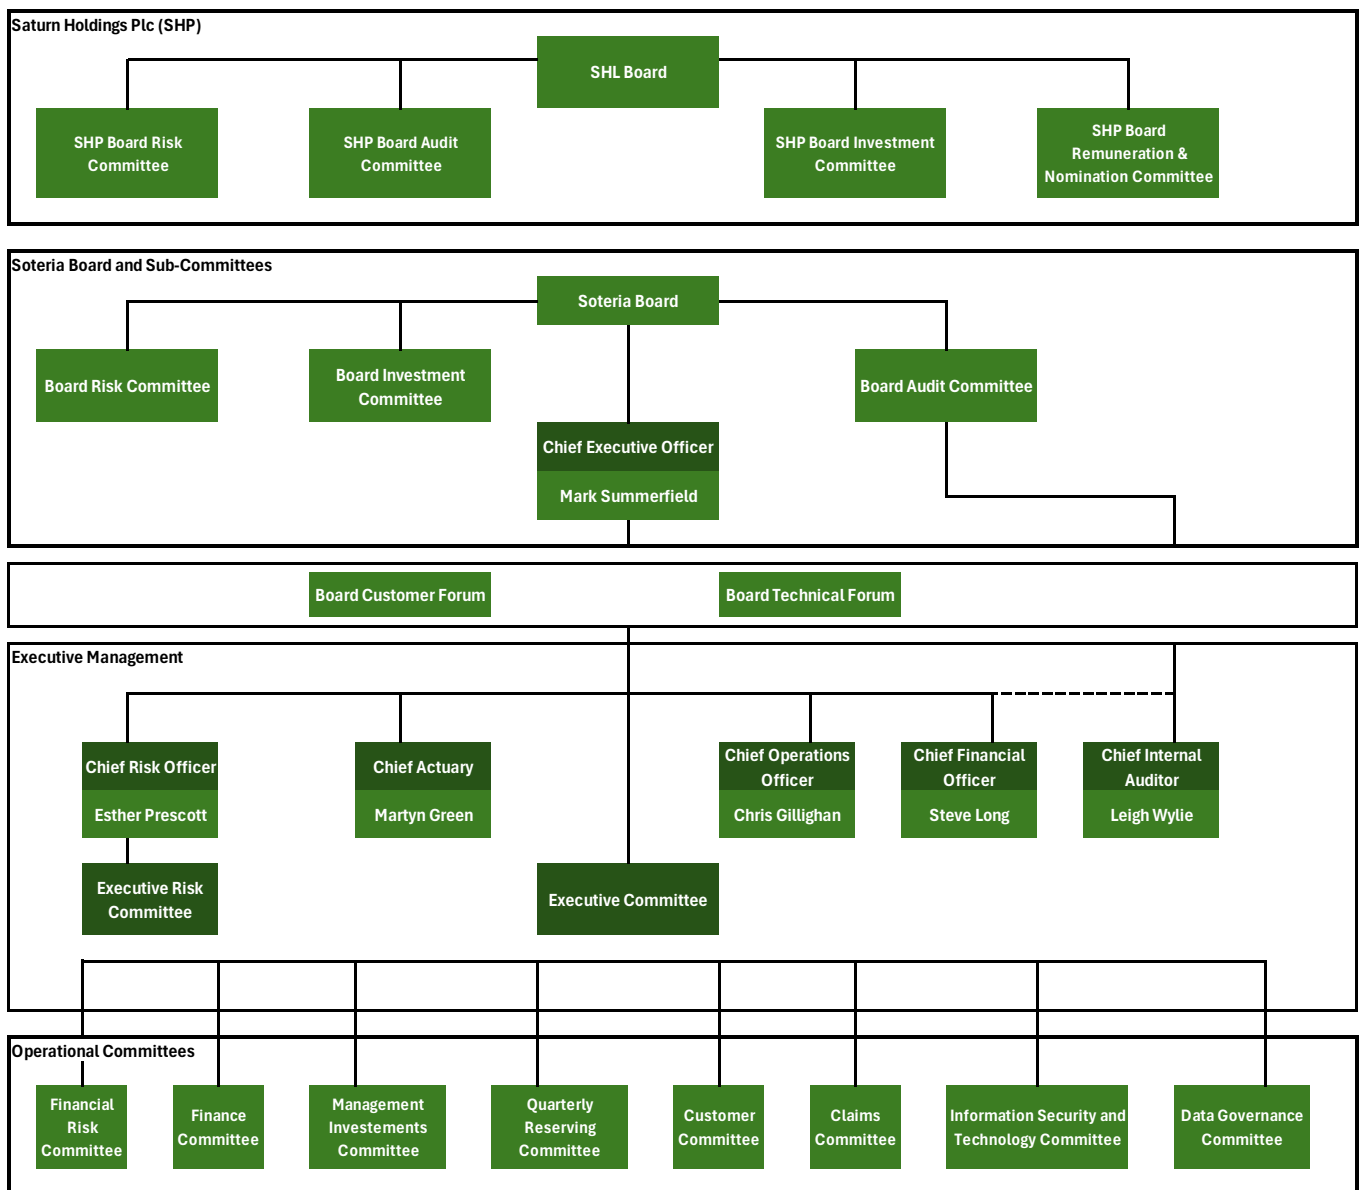 Saturn Holdings Plc (SHP)
SHL Board
SHP Board Risk
Committee
SHP Board Audit
Committee
SHP Board Investment
Committee
SHP Board
Remuneration &
Nomination Committee
Soteria Board and Sub-Committees
Soteria Board
Board Risk Committee
Board Investment
Committee
Board Audit Committee
Chief Executive Officer
Mark Summerfield
Board Customer Forum
Board Technical Forum
Executive Management
Chief Risk Officer
Esther Prescott
Chief Actuary
Martyn Green
Chief Operations
Officer
Chris Gillighan
Chief Financial
Officer
Steve Long
Chief Internal
Auditor
Leigh Wylie
Executive Risk
Committee
Executive Committee
Operational Committees
Financial
Risk
Committee
Finance
Committee
Management
Investements
Committee
Quarterly
Reserving
Committee
Customer
Committee
Claims
Committee
Information Security and
Technology Committee
Data Governance
Committee